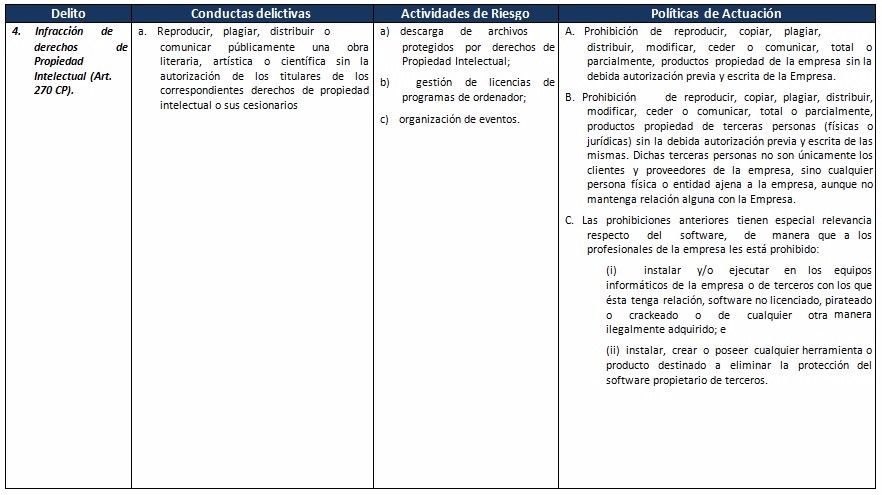 Delito
Conductas delictivas
Actividades de Riesgo
Políticas de Actuación
4. Infracción de
derechos de
Propiedad
Intelectual (Art.
270 CP).
a. Reproducir, plagiar, distribuir o
comunicar públicamente una obra
literaria, artística o científica sin la
autorización de los titulares de los
correspondientes derechos de propiedad
intelectual o sus cesionarios
a) descarga de archivos
protegidos por derechos de
Propiedad Intelectual;
b) gestión de licencias de
programas de ordenador;
c) organización de eventos.
A. Prohibición de reproducir, copiar, plagiar,
distribuir, modificar, ceder o comunicar, total o
parcialmente, productos propiedad de la empresa sin la
debida autorización previa y escrita de la Empresa.
B. Prohibición de reproducir, copiar, plagiar, distribuir,
modificar, ceder o comunicar, total o parcialmente,
productos propiedad de terceras personas (físicas o
jurídicas) sin la debida autorización previa y escrita de las
mismas. Dichas terceras personas no son únicamente los
clientes y proveedores de la empresa, sino cualquier
persona física o entidad ajena a la empresa, aunque no
mantenga relación alguna con la Empresa.
C. Las prohibiciones anteriores tienen especial relevancia
respecto del software, de manera que a los
profesionales de la empresa les está prohibido:
(i) instalar y/o ejecutar en los equipos
informáticos de la empresa o de terceros con los que
ésta tenga relación, software no licenciado, pirateado
o crackeado o de cualquier otra manera
ilegalmente adquirido; e
(ii) instalar, crear o poseer cualquier herramienta o
producto destinado a eliminar la protección del
software propietario de terceros.